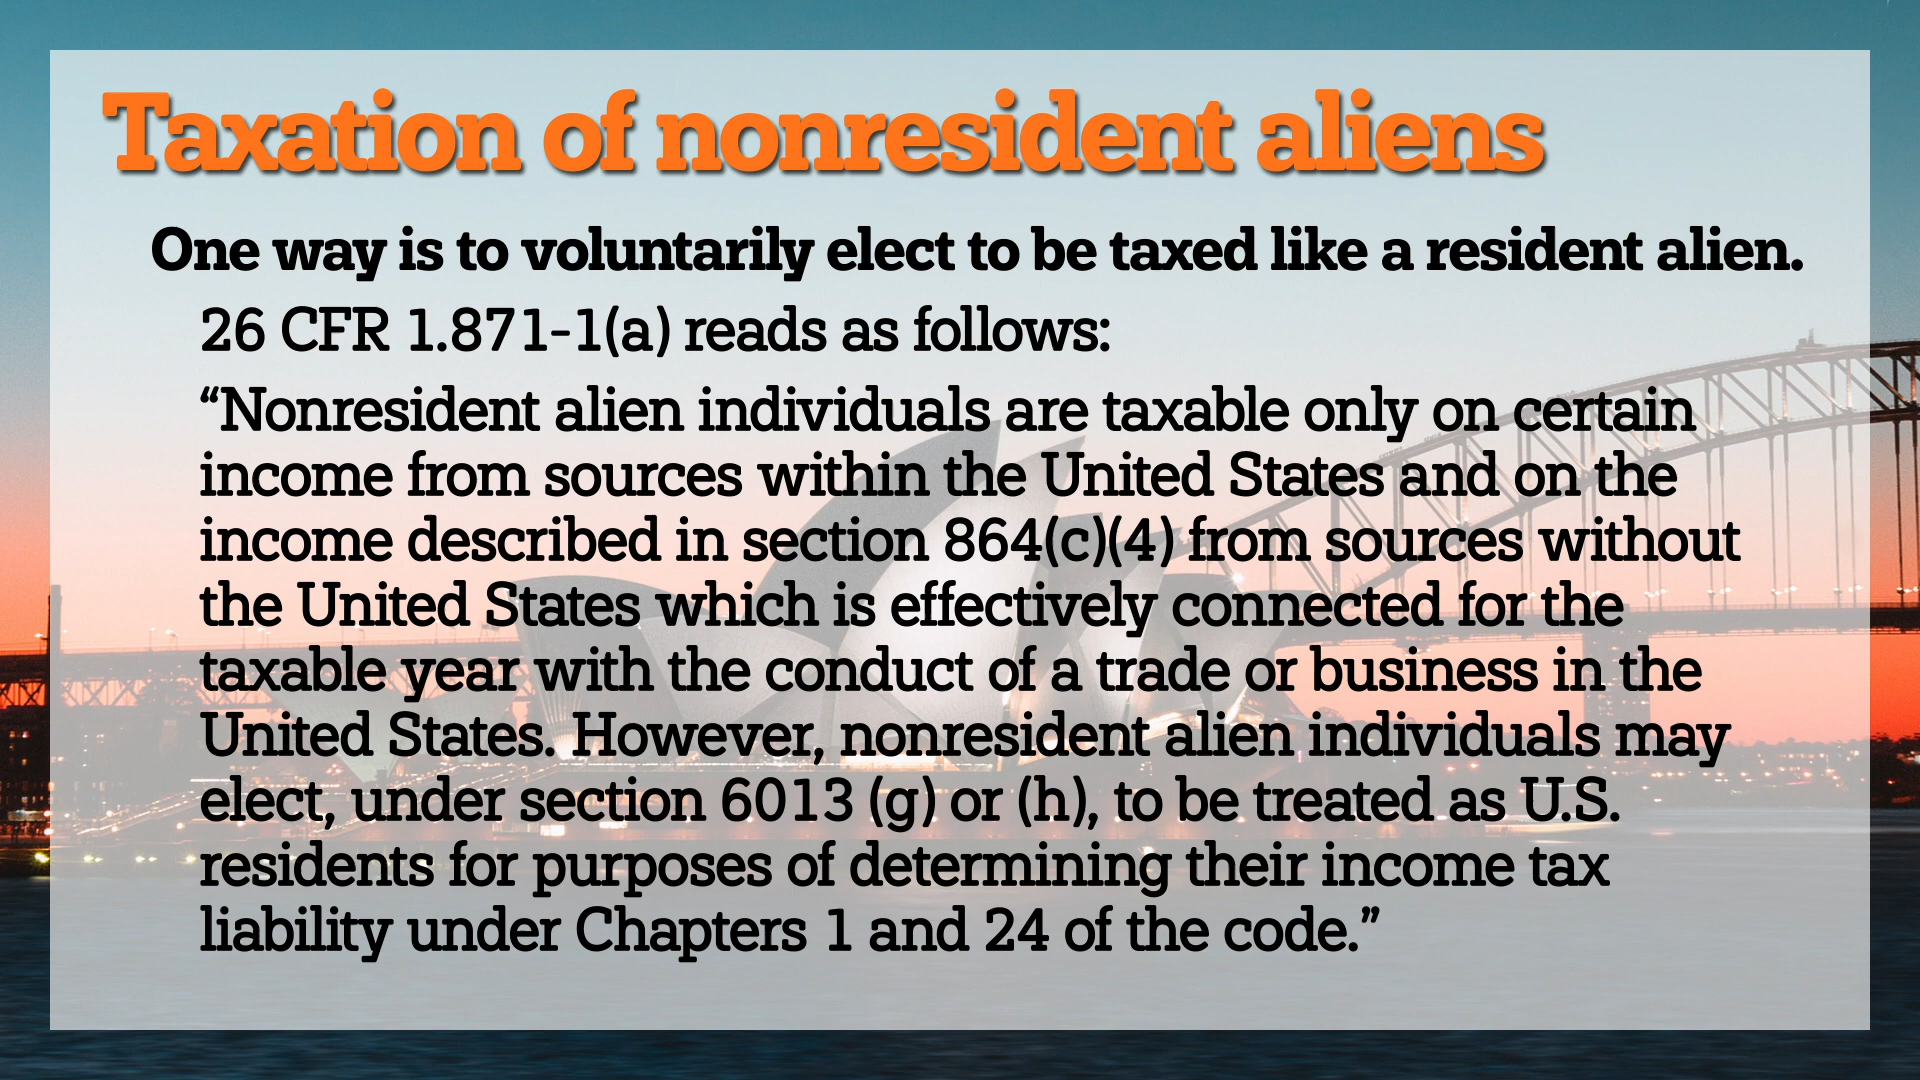 Taxation of nonresident aliens
One way is to voluntarily elect to be taxed like a resident alien.
26 CFR 1.871-1(a) reads as follows:
“Nonresident alien individuals are taxable only on certain
income from sources within the United States and on the
income described in section 864(c)(4) from sources without
the United States which is effectively connected for the
taxable year with the conduct of a trade or business in the
United States. However, nonresident alien individuals may
elect, under section 6013 (g) or (h), to be treated as U.S.
residents for purposes of determining their income tax
liability under Chapters 1 and 24 of the code.”